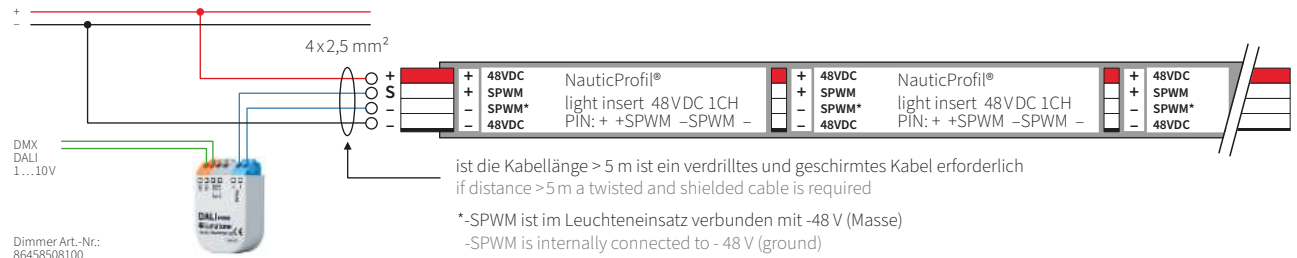 +
–
4 x 2,5 mm²
+
S
–
–
+ 48VDC
+ SPWM
– SPWM*
– 48VDC
NauticProfil®
light insert 48 V DC 1CH
PIN: + +SPWM –SPWM –
+ 48VDC
+ SPWM
– SPWM*
– 48VDC
NauticProfil®
light insert 48 V DC 1CH
PIN: + +SPWM –SPWM –
+ 48VDC
+ SPWM
– SPWM*
– 48VDC
DMX
DALI
1…10V
DALI
ist die Kabellänge > 5 m ist ein verdrilltes und geschirmtes Kabel erforderlich
if distance > 5 m a twisted and shielded cable is required
*-SPWM ist im Leuchteneinsatz verbunden mit -48 V (Masse)
-SPWM is internally connected to - 48 V (ground)
Dimmer Art.-Nr.:
86458508100